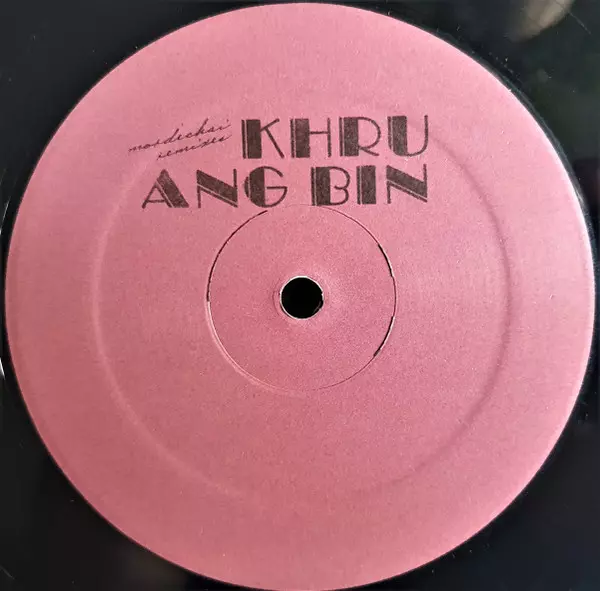 mordechai
remixes
KHRU
ANG BIN